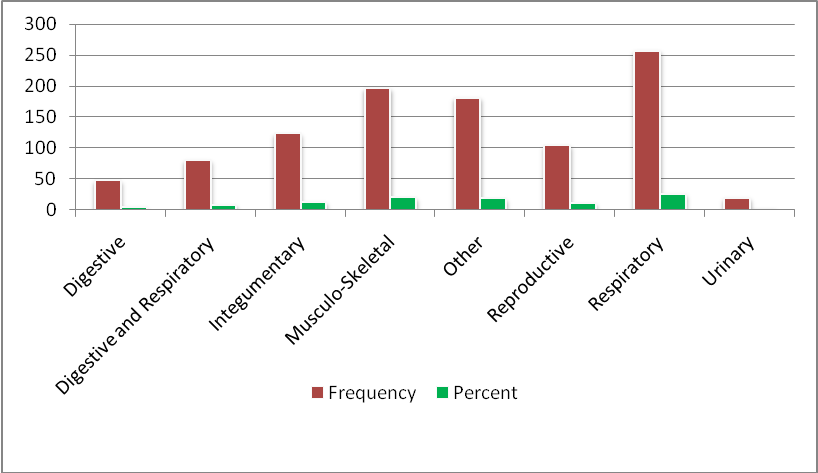 300
250
200
150
100
50
0
Digestive
Digestive and Respiratory
Integumentary
Musculo-Skeletal
Other
Reproductive
Respiratory
Urinary
Frequency Percent